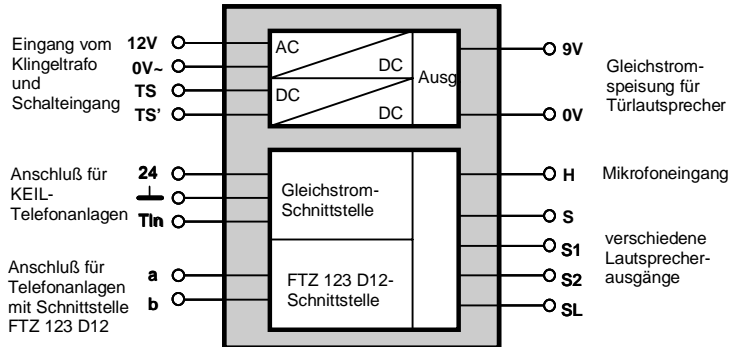 Eingang vom
Klingeltrafo
und
Schalteingang
12V
0V~
TS
TS'
AC
DC
DC
DC
Ausg
9V
0V
Gleichstrom-
speisung für
Türlautsprecher
Anschluß für
KEIL-
Telefonanlagen
24
Tln
Gleichstrom-
Schnittstelle
H
Mikrofoneingang
S
S1
S2
SL
verschiedene
Lautsprecher-
ausgänge
Anschluß für
Telefonanlagen
mit Schnittstelle
FTZ 123 D12
a
b
FTZ 123 D12-
Schnittstelle